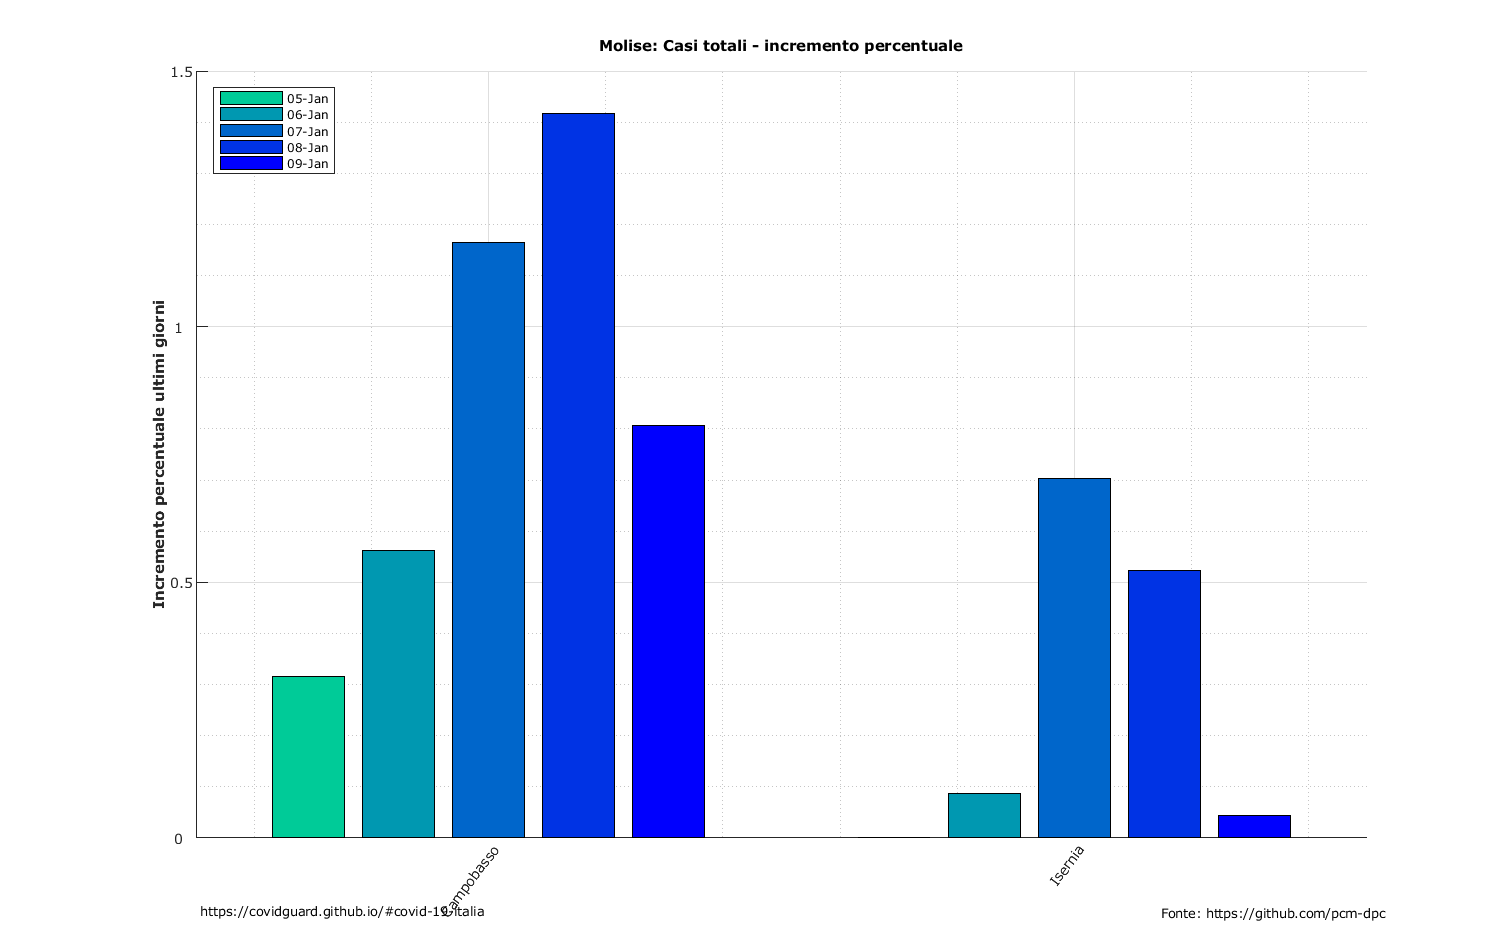 Molise: Casi totali - incremento percentuale
1.5
05-Jan
06-Jan
07-Jan
08-Jan
09-Jan
Incremento percentuale ultimi giorni
1
0.5
0
Campobasso
Isernia
https://covidguard.github.io/#covid-19-italia
Fonte: https://github.com/pcm-dpc